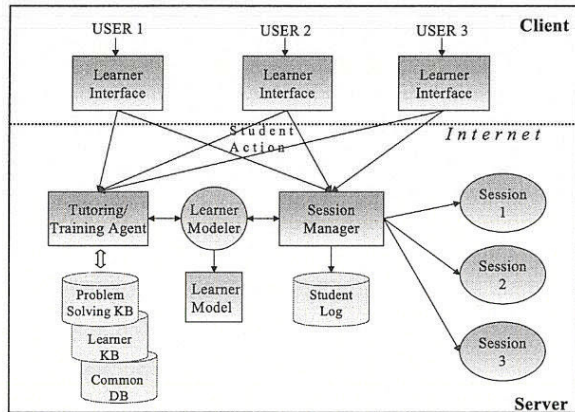 Client
USER 1
USER 2
USER 3
Learner
Interface
Learner
Interface
Learner
Interface
Student
Action
Internet
Tutoring/
Training Agent
Learner
Modeler
Session
Manager
Session
1
Session
2
Session
3
Problem
Solving KB
Learner
KB
Common
DB
Learner
Model
Student
Log
Server